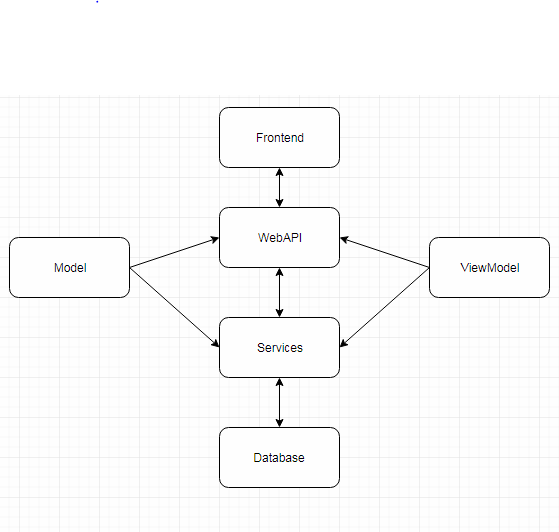 Frontend
WebAPI
Model
ViewModel
Services
Database